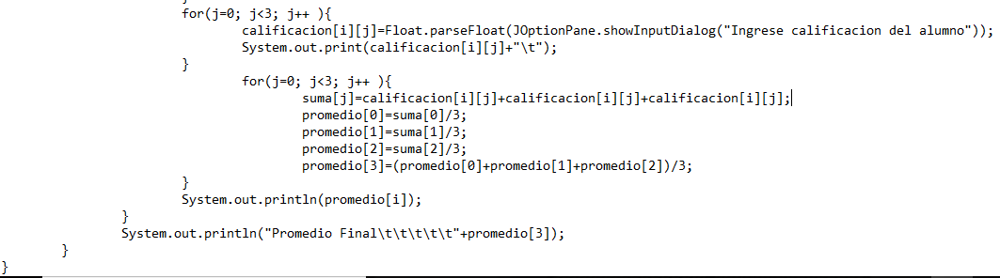 }
for(j=0; j<3; j++ ){
calificacion[i][j]=Float.parseFloat(JOptionPane.showInputDialog("Ingrese calificacion del alumno"));
System.out.print(calificacion[i][j]+"\t");
}
for(j=0; j<3; j++ ){
suma[j]=calificacion[i][j]+calificacion[i][j]+calificacion[i][j];
promedio[0]=suma[0]/3;
promedio[1]=suma[1]/3;
promedio[2]=suma[2]/3;
promedio[3]=(promedio[0]+promedio[1]+promedio[2])/3;
}
System.out.println(promedio[i]);
}
System.out.println("Promedio Final\t\t\t\t\t"+promedio[3]);
}
}